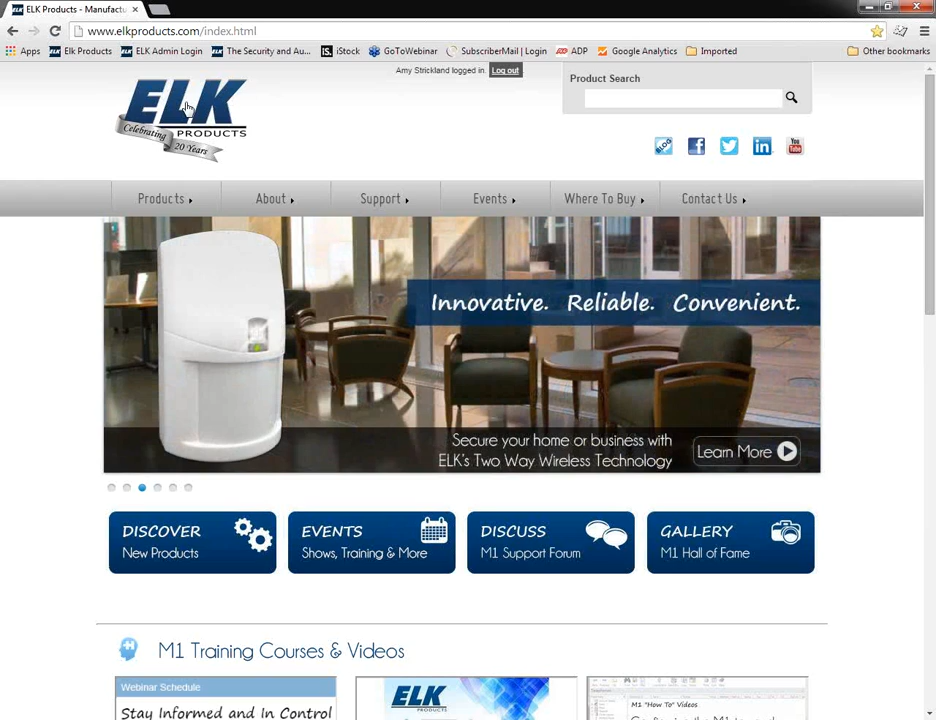 ELK Products - Manufactu
www.elkproducts.com/index.html
Apps Elk Products ELK Admin Login The Security and Au... iStock GoToWebinar SubscriberMail | Login ADP Google Analytics Imported Other bookmarks
Amy Strickland logged in. Log out
Product Search
ELK
PRODUCTS
Celebrating
20 Years
BLOG
You
Tube
Products About Support Events Where To Buy Contact Us
Innovative. Reliable. Convenient.
Secure your home or business with
ELK's Two Way Wireless Technology
Learn More
DISCOVER
New Products
EVENTS
Shows, Training & More
DISCUSS
M1 Support Forum
GALLERY
M1 Hall of Fame
M1 Training Courses & Videos
Webinar Schedule
Stay Informed and In Control
ELK
M1 "How To" Videos